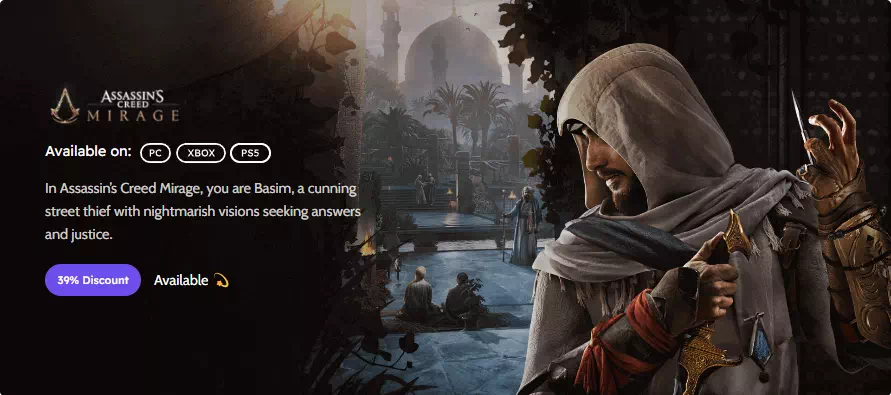 ASSASSIN'S
CREED
MIRAGE
Available on: PC XBOX PS5
In Assassin's Creed Mirage, you are Basim, a cunning
street thief with nightmarish visions seeking answers
and justice.
39% Discount Available 💫